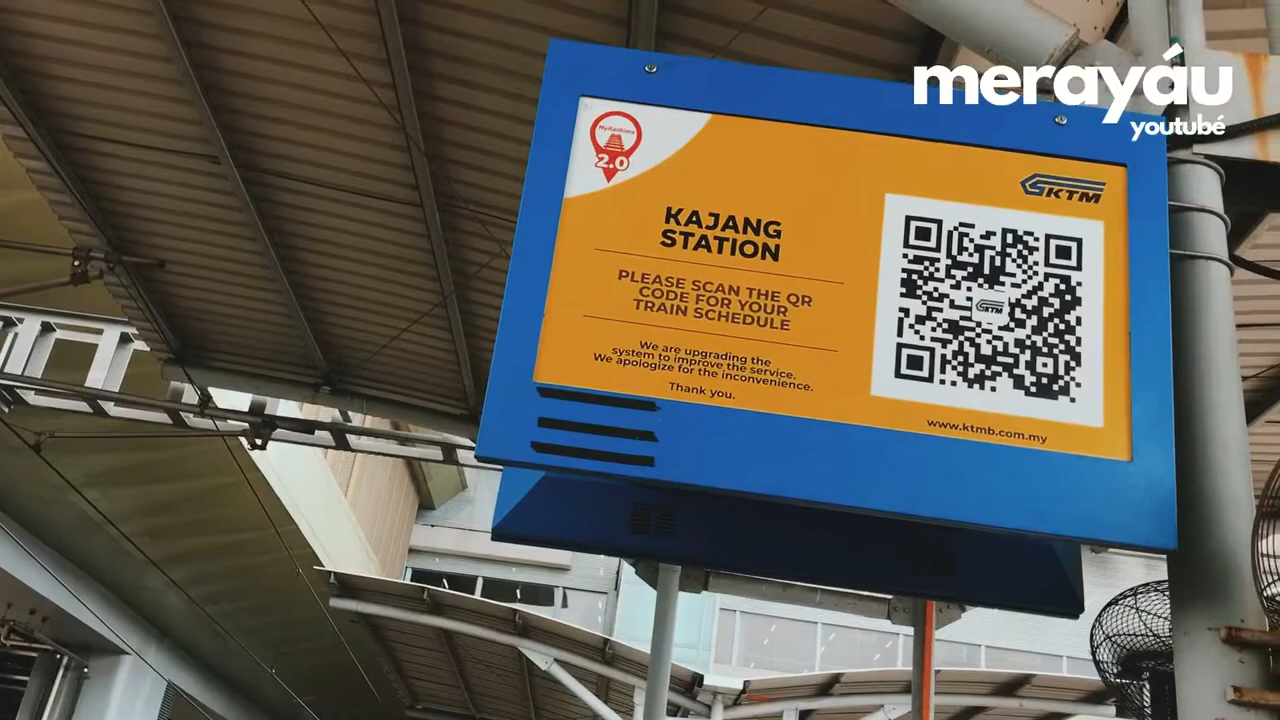 merayáu
youtubé
MyRailtime
2.0
KTM
KAJANG
STATION
PLEASE SCAN THE QR
CODE FOR YOUR
TRAIN SCHEDULE
We are upgrading the
system to improve the service.
We apologize for the inconvenience.
Thank you.
KTM
www.ktmb.com.my